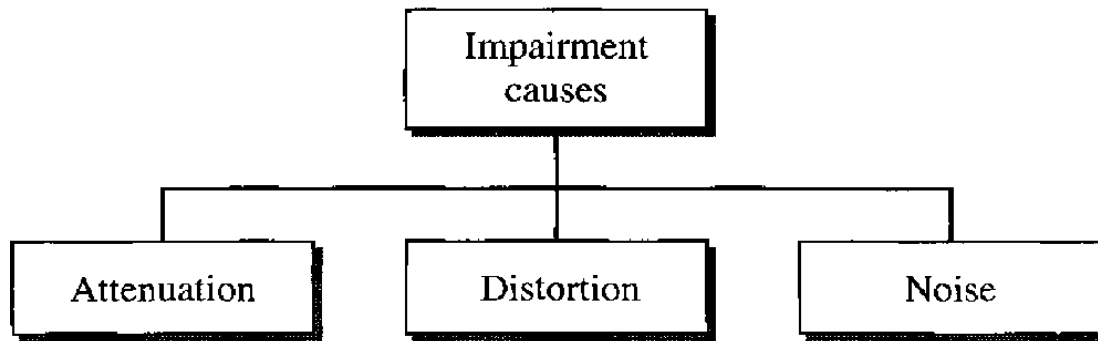 Impairment
causes
Attenuation
Distortion
Noise